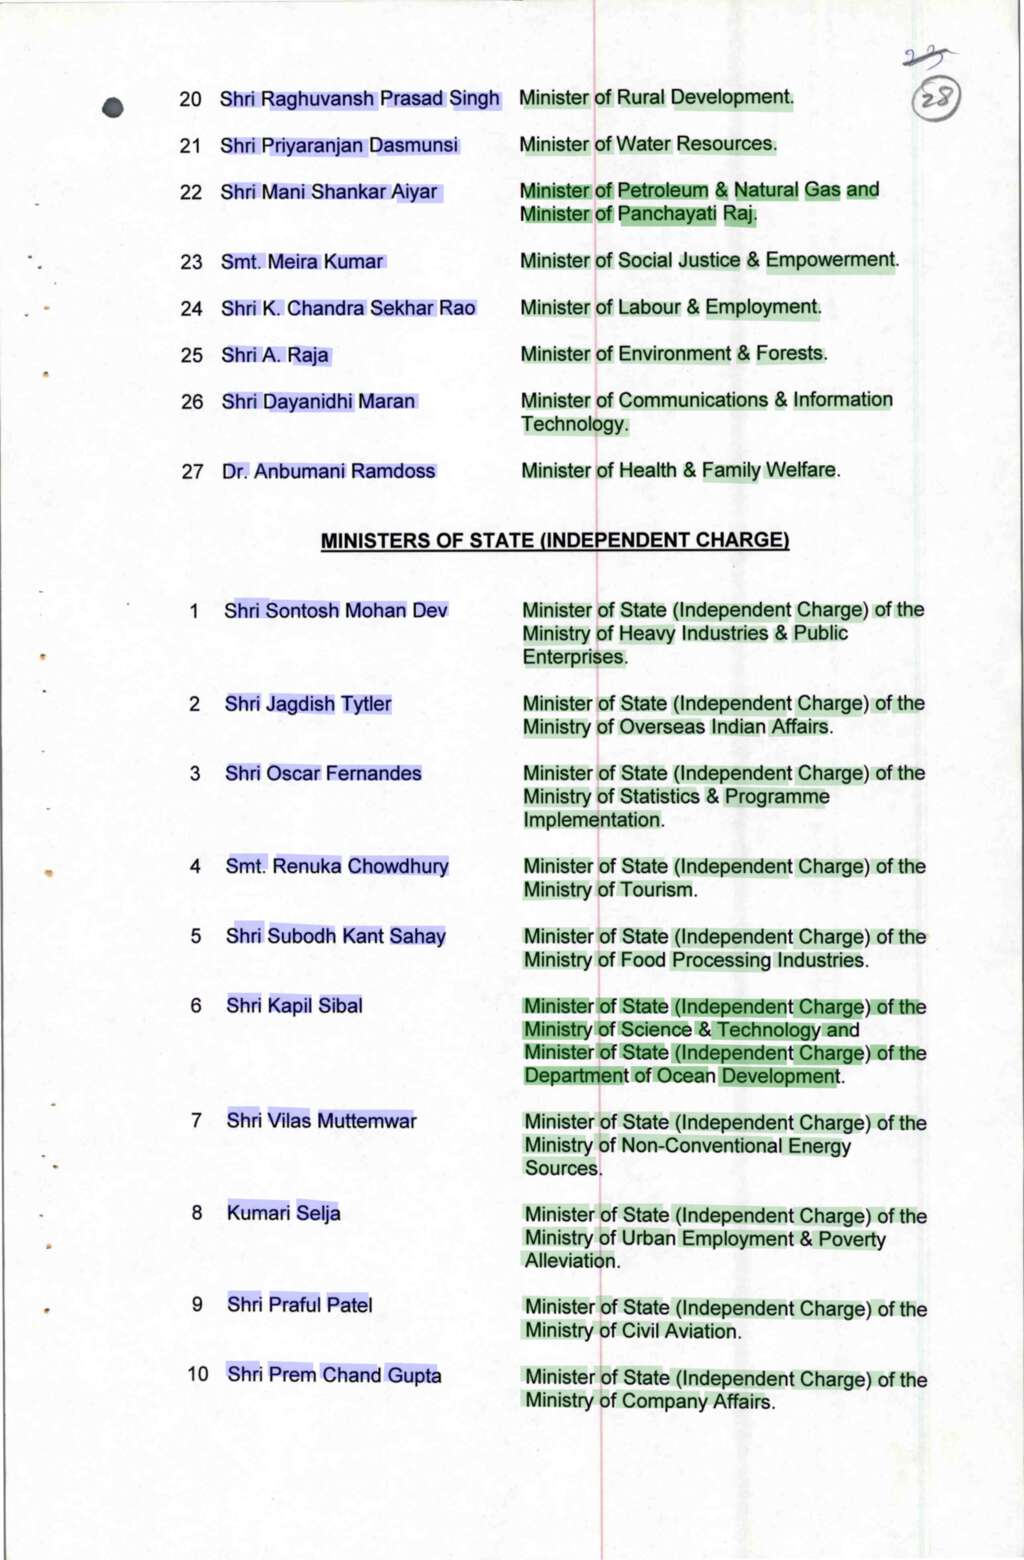 23
28
20 Shri Raghuvansh Prasad Singh Minister of Rural Development.
21 Shri Priyaranjan Dasmunsi Minister of Water Resources.
22 Shri Mani Shankar Aiyar Minister of Petroleum & Natural Gas and
Minister of Panchayati Raj.
23 Smt. Meira Kumar Minister of Social Justice & Empowerment.
24 Shri K. Chandra Sekhar Rao Minister of Labour & Employment.
25 Shri A. Raja Minister of Environment & Forests.
26 Shri Dayanidhi Maran Minister of Communications & Information
Technology.
27 Dr. Anbumani Ramdoss Minister of Health & Family Welfare.
MINISTERS OF STATE (INDEPENDENT CHARGE)
1 Shri Sontosh Mohan Dev Minister of State (Independent Charge) of the
Ministry of Heavy Industries & Public
Enterprises.
2 Shri Jagdish Tytler Minister of State (Independent Charge) of the
Ministry of Overseas Indian Affairs.
3 Shri Oscar Fernandes Minister of State (Independent Charge) of the
Ministry of Statistics & Programme
Implementation.
4 Smt. Renuka Chowdhury Minister of State (Independent Charge) of the
Ministry of Tourism.
5 Shri Subodh Kant Sahay Minister of State (Independent Charge) of the
Ministry of Food Processing Industries.
6 Shri Kapil Sibal Minister of State (Independent Charge) of the
Ministry of Science & Technology and
Minister of State (Independent Charge) of the
Department of Ocean Development.
7 Shri Vilas Muttemwar Minister of State (Independent Charge) of the
Ministry of Non-Conventional Energy
Sources.
8 Kumari Selja Minister of State (Independent Charge) of the
Ministry of Urban Employment & Poverty
Alleviation.
9 Shri Praful Patel Minister of State (Independent Charge) of the
Ministry of Civil Aviation.
10 Shri Prem Chand Gupta Minister of State (Independent Charge) of the
Ministry of Company Affairs.